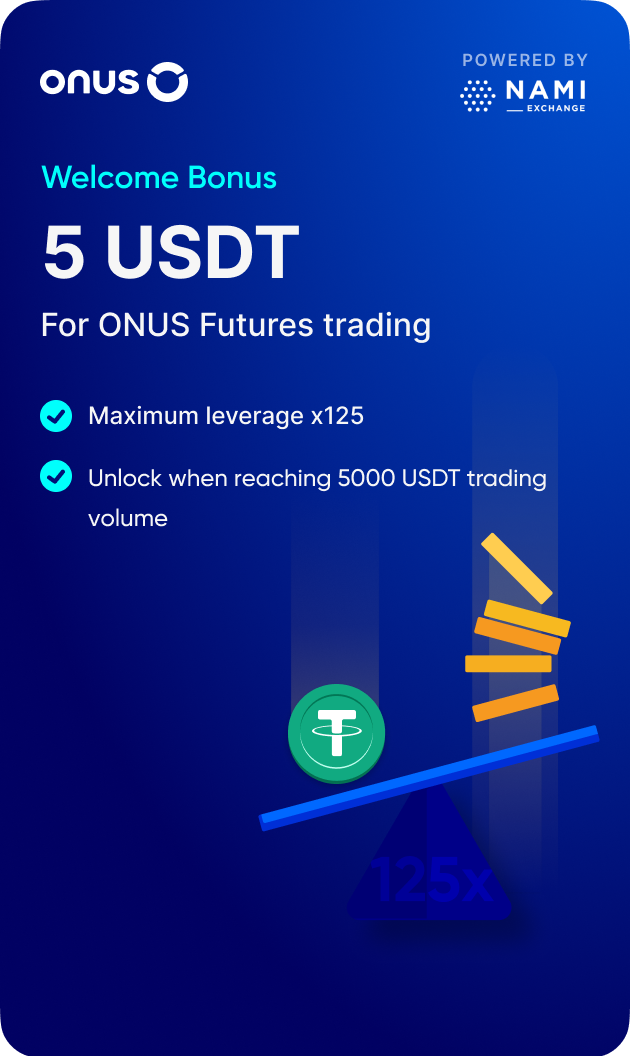 onus
POWERED BY
NAMI
EXCHANGE
Welcome Bonus
5 USDT
For ONUS Futures trading
Maximum leverage x125
Unlock when reaching 5000 USDT trading
volume
125x